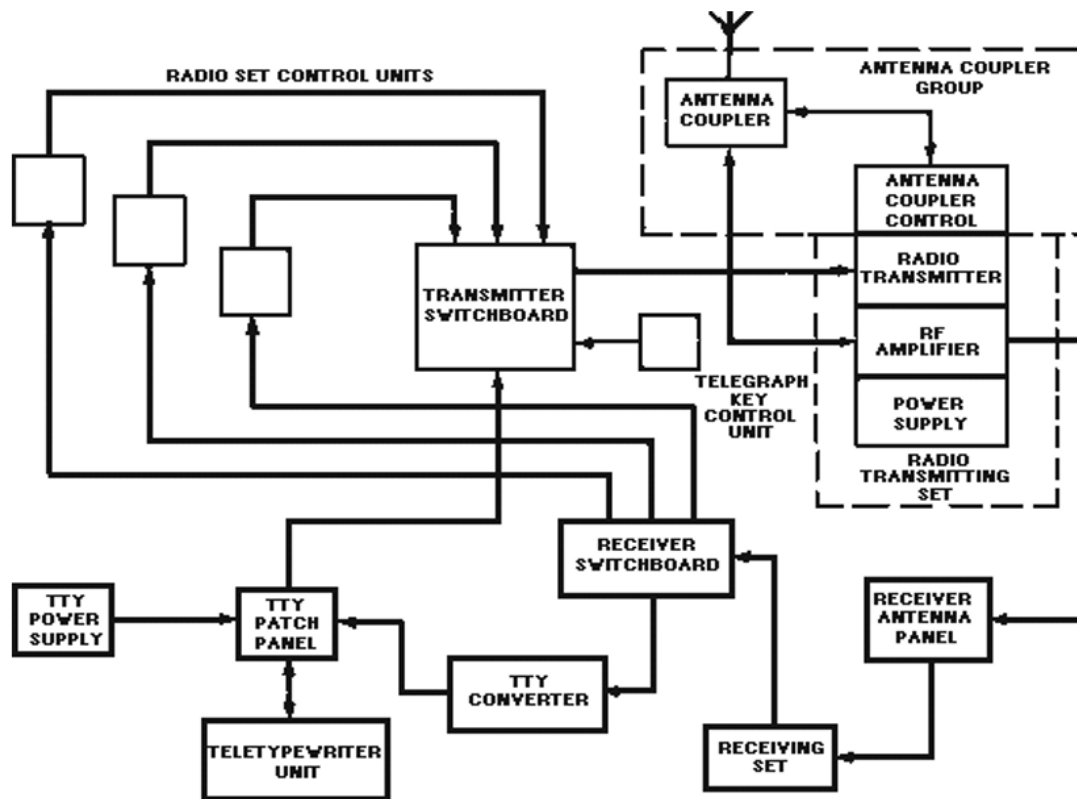 RADIO SET CONTROL UNITS
ANTENNA COUPLER
GROUP
ANTENNA
COUPLER
ANTENNA
COUPLER
CONTROL
RADIO
TRANSMITTER
RF
AMPLIFIER
POWER
SUPPLY
RADIO
TRANSMITTING
SET
TRANSMITTER
SWITCHBOARD
TELEGRAPH
KEY
CONTROL
UNIT
RECEIVER
SWITCHBOARD
RECEIVER
ANTENNA
PANEL
TTY
POWER
SUPPLY
TTY
PATCH
PANEL
TTY
CONVERTER
TELETYPEWRITER
UNIT
RECEIVING
SET